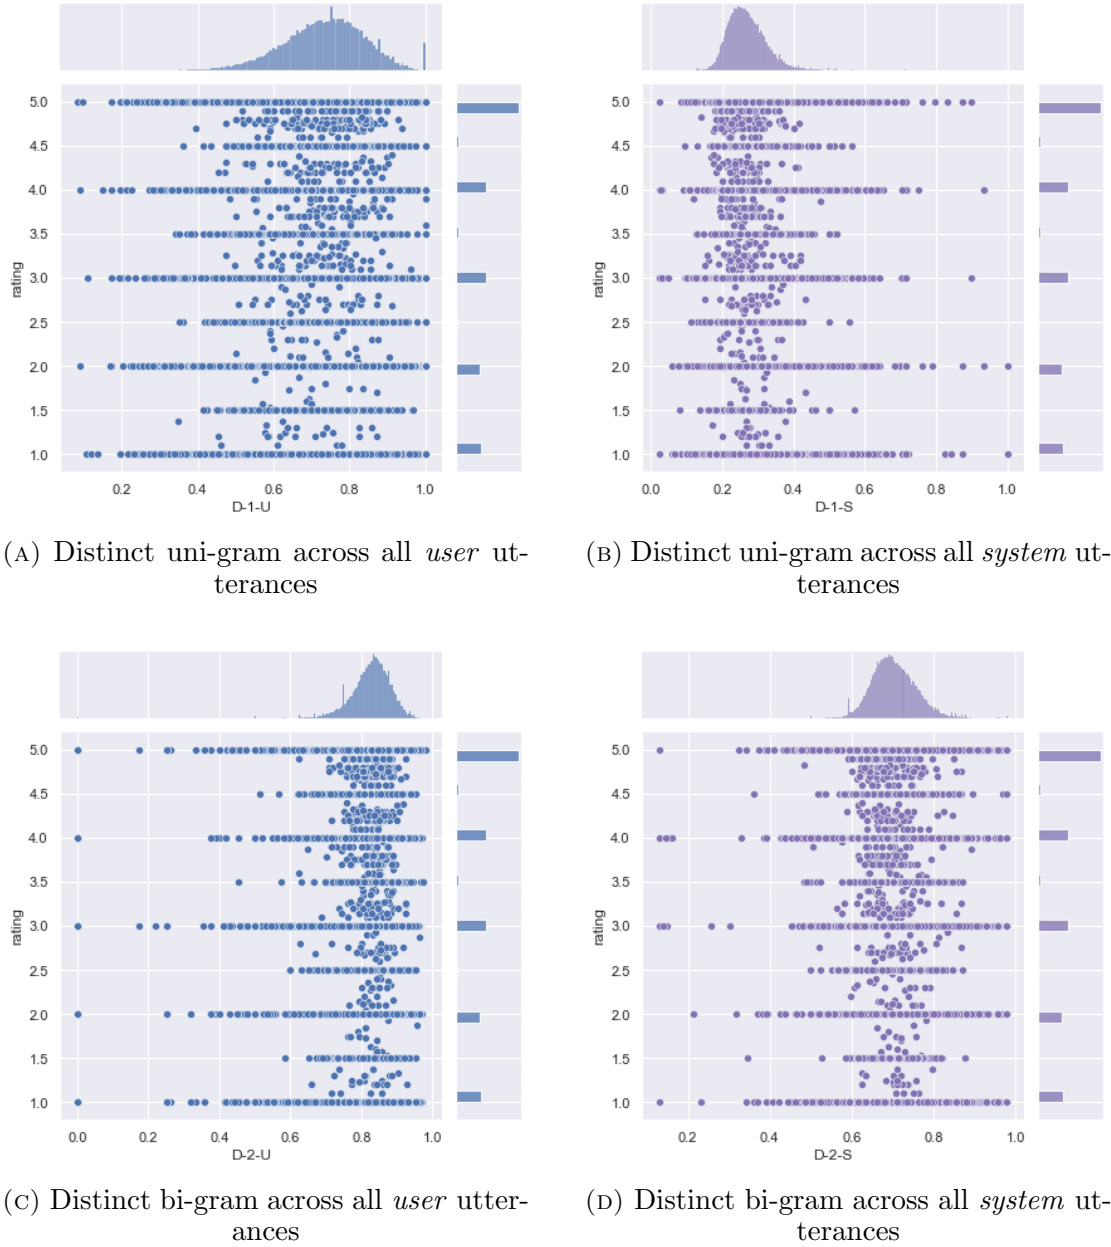 5.0
4.5
4.0
3.5
3.0
2.5
2.0
1.5
1.0
rating
0.2 0.4 0.6 0.8 1.0
D-1-U
5.0
4.5
4.0
3.5
3.0
2.5
2.0
1.5
1.0
rating
0.0 0.2 0.4 0.6 0.8 1.0
D-1-S
(A) Distinct uni-gram across all user ut-
terances
(B) Distinct uni-gram across all system ut-
terances
5.0
4.5
4.0
3.5
3.0
2.5
2.0
1.5
1.0
rating
0.0 0.2 0.4 0.6 0.8 1.0
D-2-U
5.0
4.5
4.0
3.5
3.0
2.5
2.0
1.5
1.0
rating
0.2 0.4 0.6 0.8 1.0
D-2-S
(C) Distinct bi-gram across all user utter-
ances
(D) Distinct bi-gram across all system ut-
terances